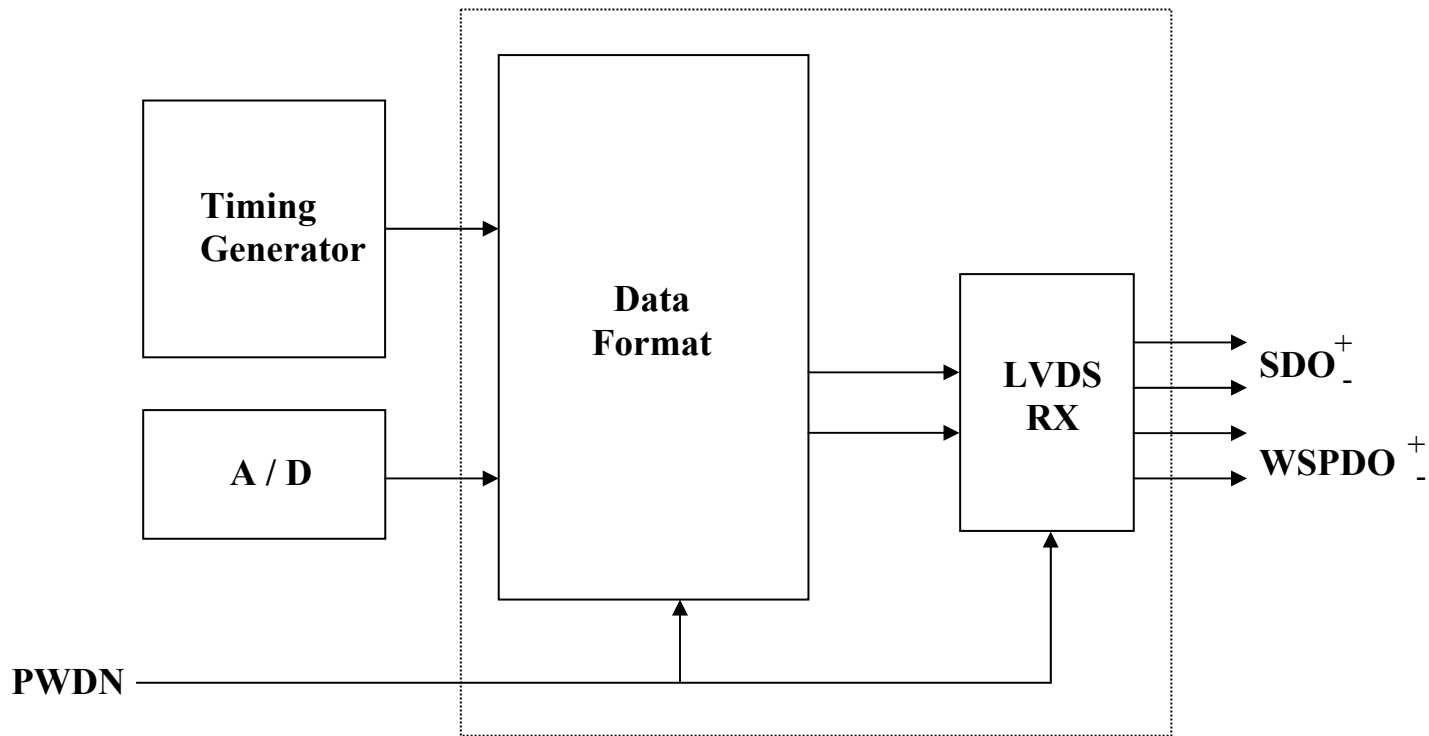 Timing
Generator
Data
Format
A / D
LVDS
RX
SDO + -
WSPDO + -
PWDN